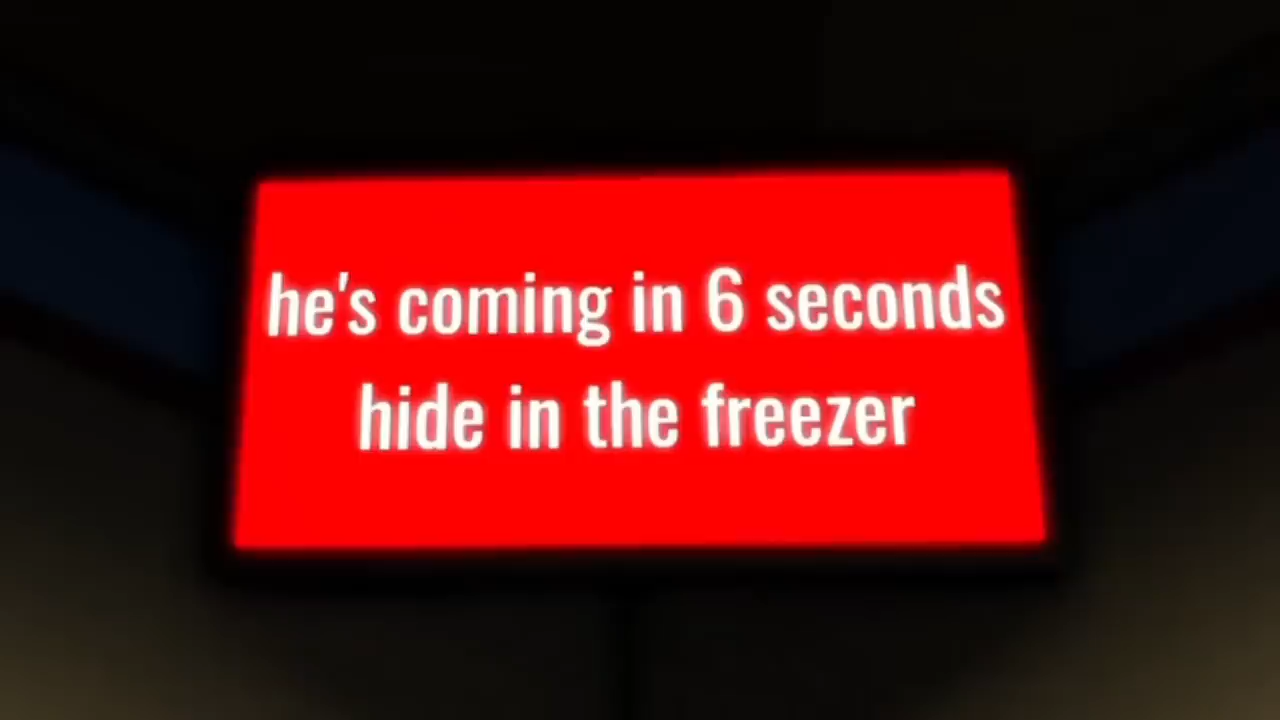 he's coming in 6 seconds
hide in the freezer